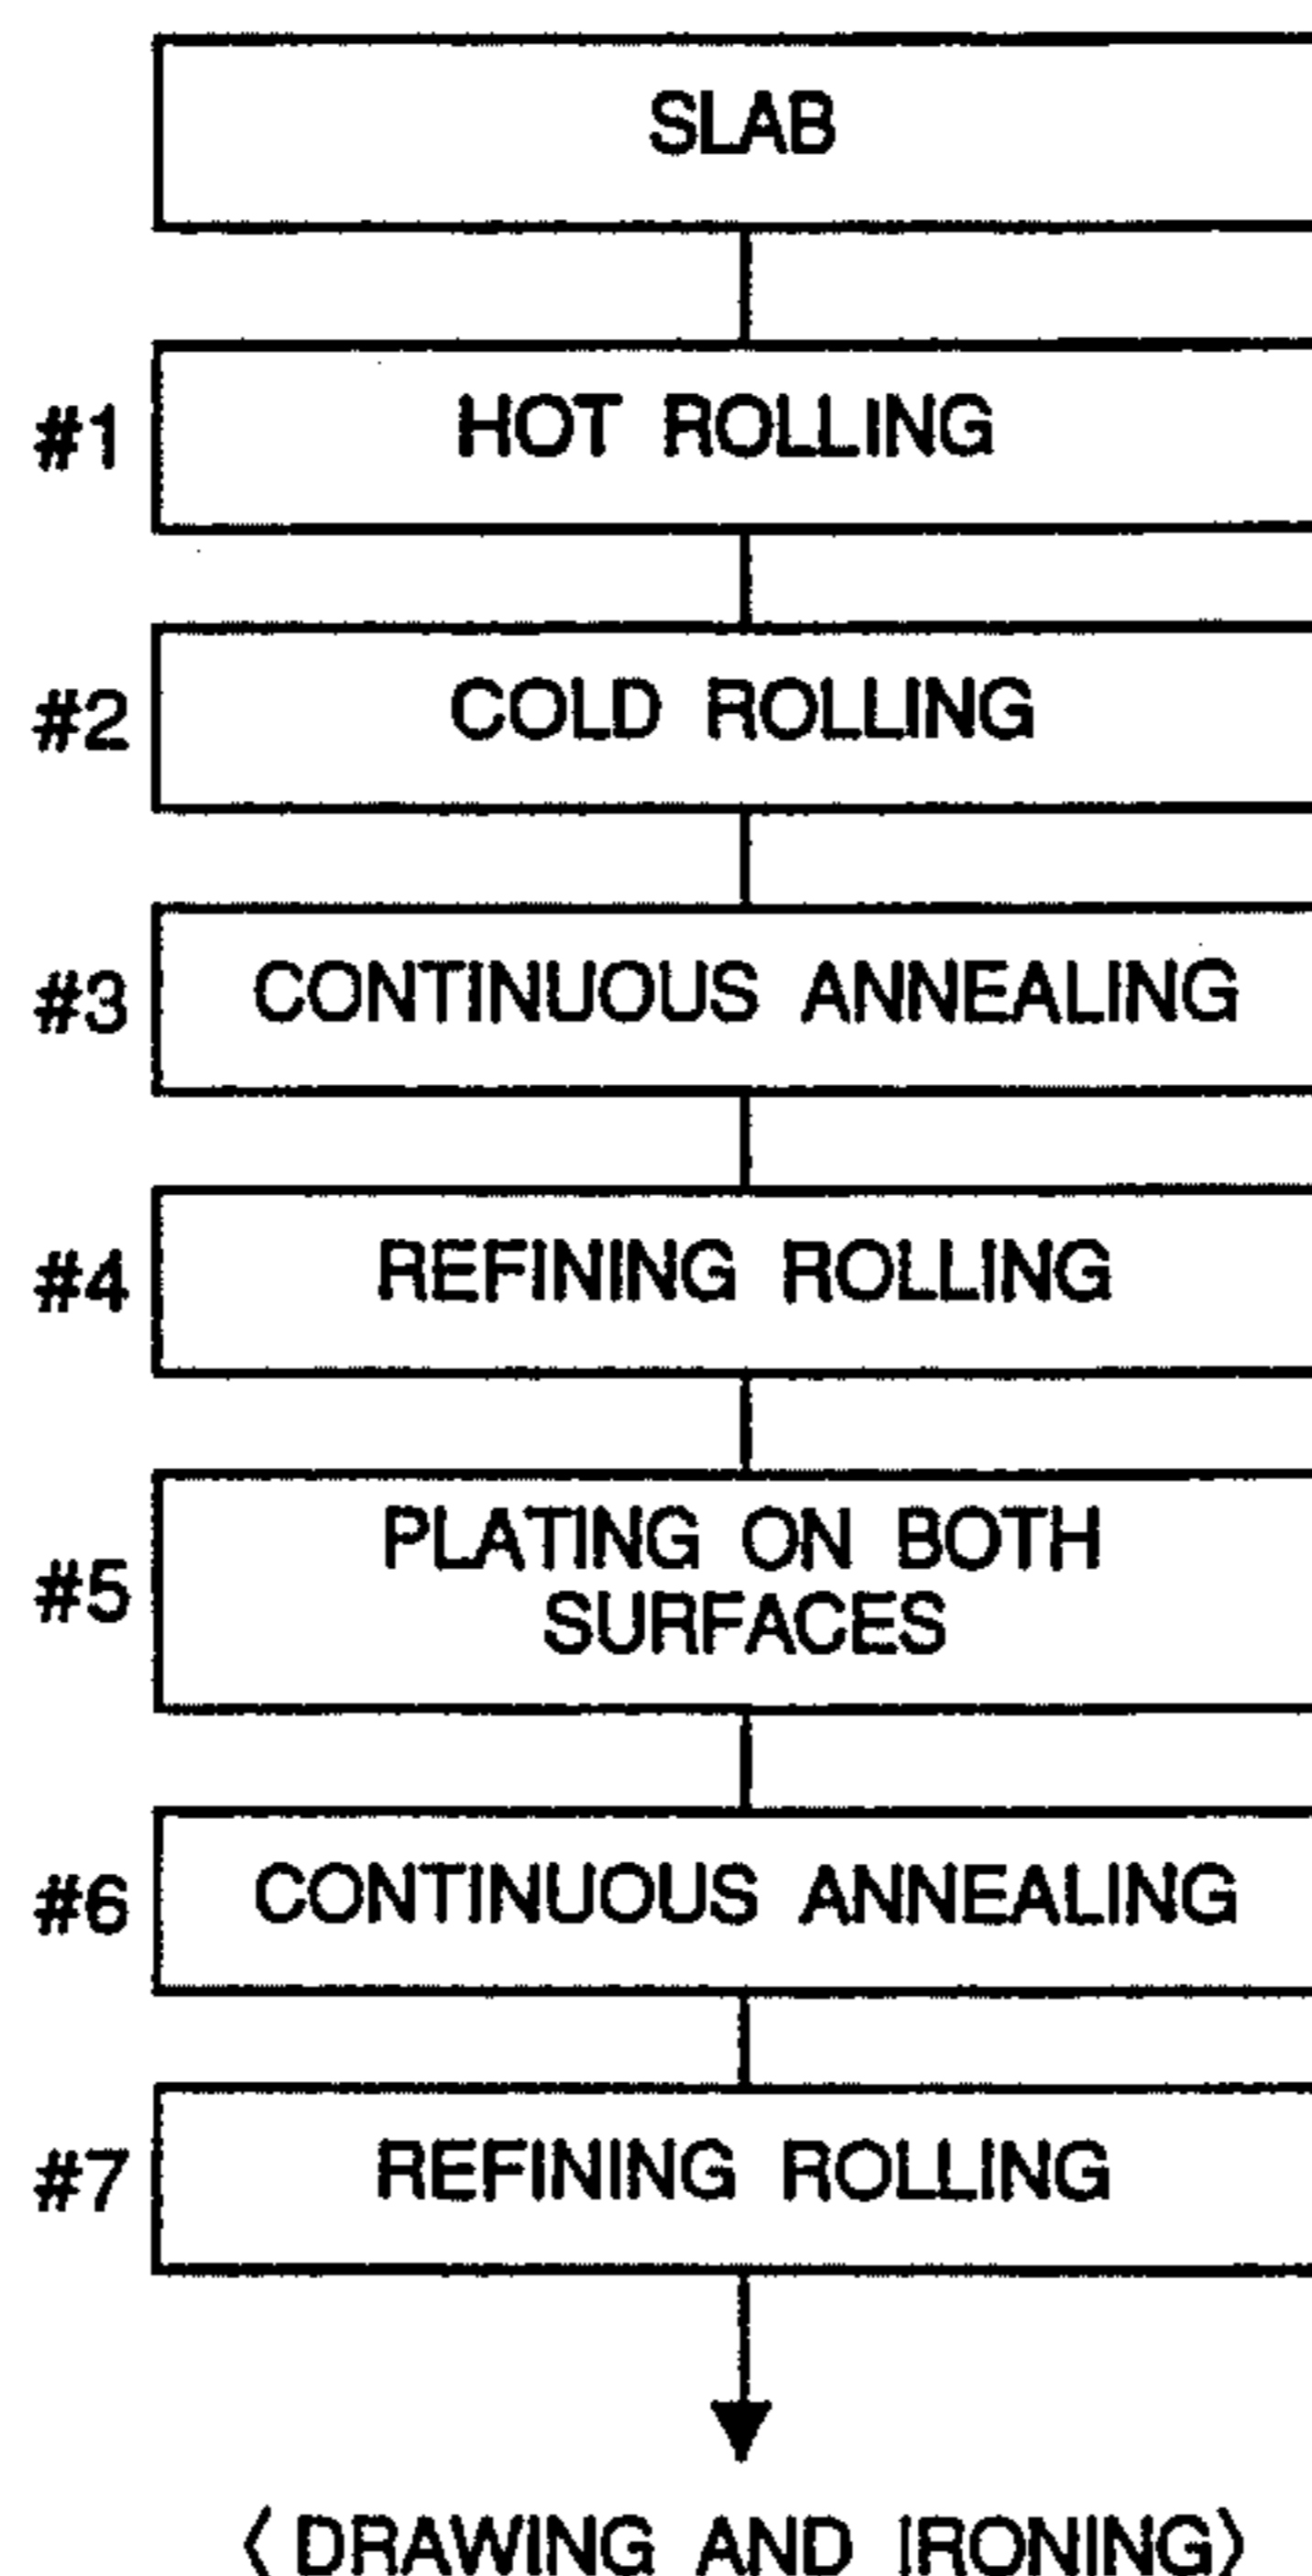 SLAB
#1 HOT ROLLING
#2 COLD ROLLING
#3 CONTINUOUS ANNEALING
#4 REFINING ROLLING
PLATING ON BOTH
#5
SURFACES
#6 CONTINUOUS ANNEALING
#7 REFINING ROLLING
〈 DRAWING AND IRONING〉